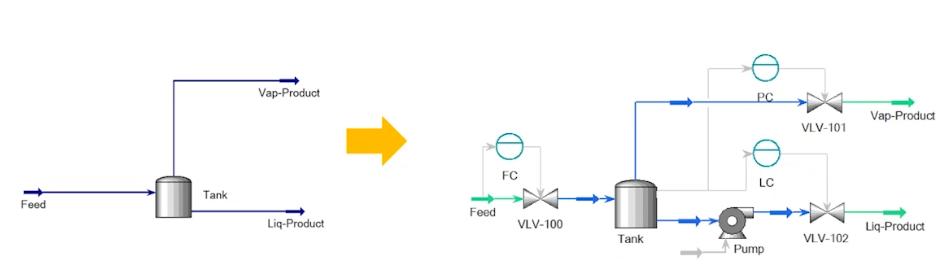 Vap-Product
Tank
Feed
Liq-Product
PC
VLV-101
Vap-Product
FC
LC
Feed
VLV-100
Tank
Pump
VLV-102
Liq-Product